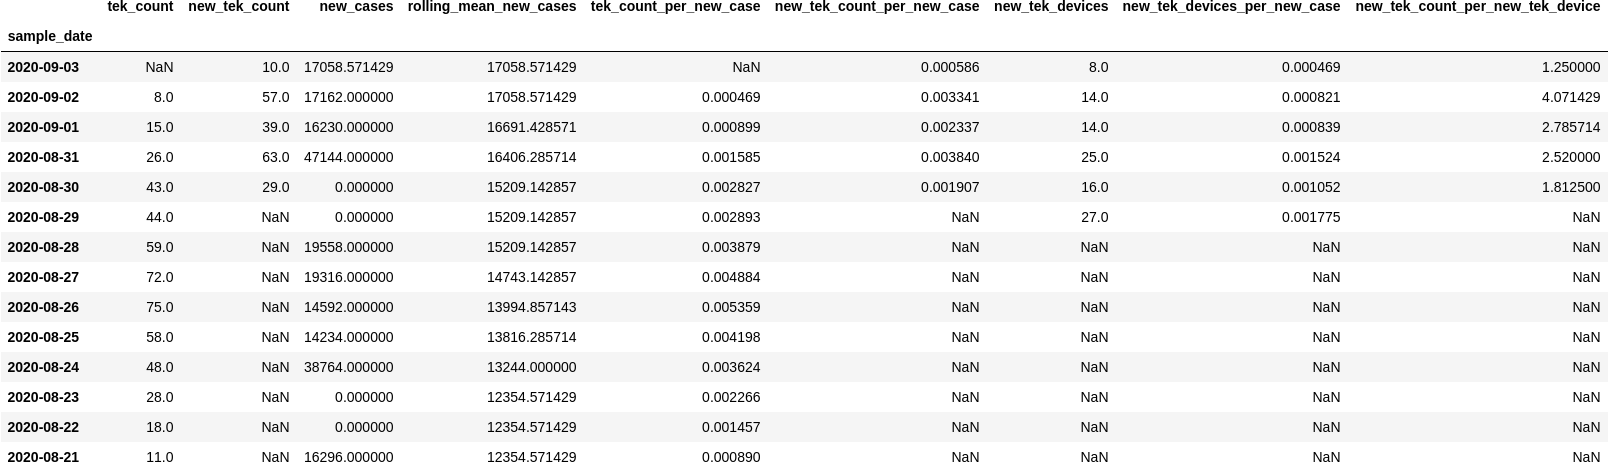 tek_count new_tek_count new_cases rolling_mean_new_cases tek_count_per_new_case new_tek_count_per_new_case new_tek_devices new_tek_devices_per_new_case new_tek_count_per_new_tek_device
sample_date
2020-09-03 NaN 10.0 17058.571429 17058.571429 NaN 0.000586 8.0 0.000469 1.250000
2020-09-02 8.0 57.0 17162.000000 17058.571429 0.000469 0.003341 14.0 0.000821 4.071429
2020-09-01 15.0 39.0 16230.000000 16691.428571 0.000899 0.002337 14.0 0.000839 2.785714
2020-08-31 26.0 63.0 47144.000000 16406.285714 0.001585 0.003840 25.0 0.001524 2.520000
2020-08-30 43.0 29.0 0.000000 15209.142857 0.002827 0.001907 16.0 0.001052 1.812500
2020-08-29 44.0 NaN 0.000000 15209.142857 0.002893 NaN 27.0 0.001775 NaN
2020-08-28 59.0 NaN 19558.000000 15209.142857 0.003879 NaN NaN NaN NaN
2020-08-27 72.0 NaN 19316.000000 14743.142857 0.004884 NaN NaN NaN NaN
2020-08-26 75.0 NaN 14592.000000 13994.857143 0.005359 NaN NaN NaN NaN
2020-08-25 58.0 NaN 14234.000000 13816.285714 0.004198 NaN NaN NaN NaN
2020-08-24 48.0 NaN 38764.000000 13244.000000 0.003624 NaN NaN NaN NaN
2020-08-23 28.0 NaN 0.000000 12354.571429 0.002266 NaN NaN NaN NaN
2020-08-22 18.0 NaN 0.000000 12354.571429 0.001457 NaN NaN NaN NaN
2020-08-21 11.0 NaN 16296.000000 12354.571429 0.000890 NaN NaN NaN NaN